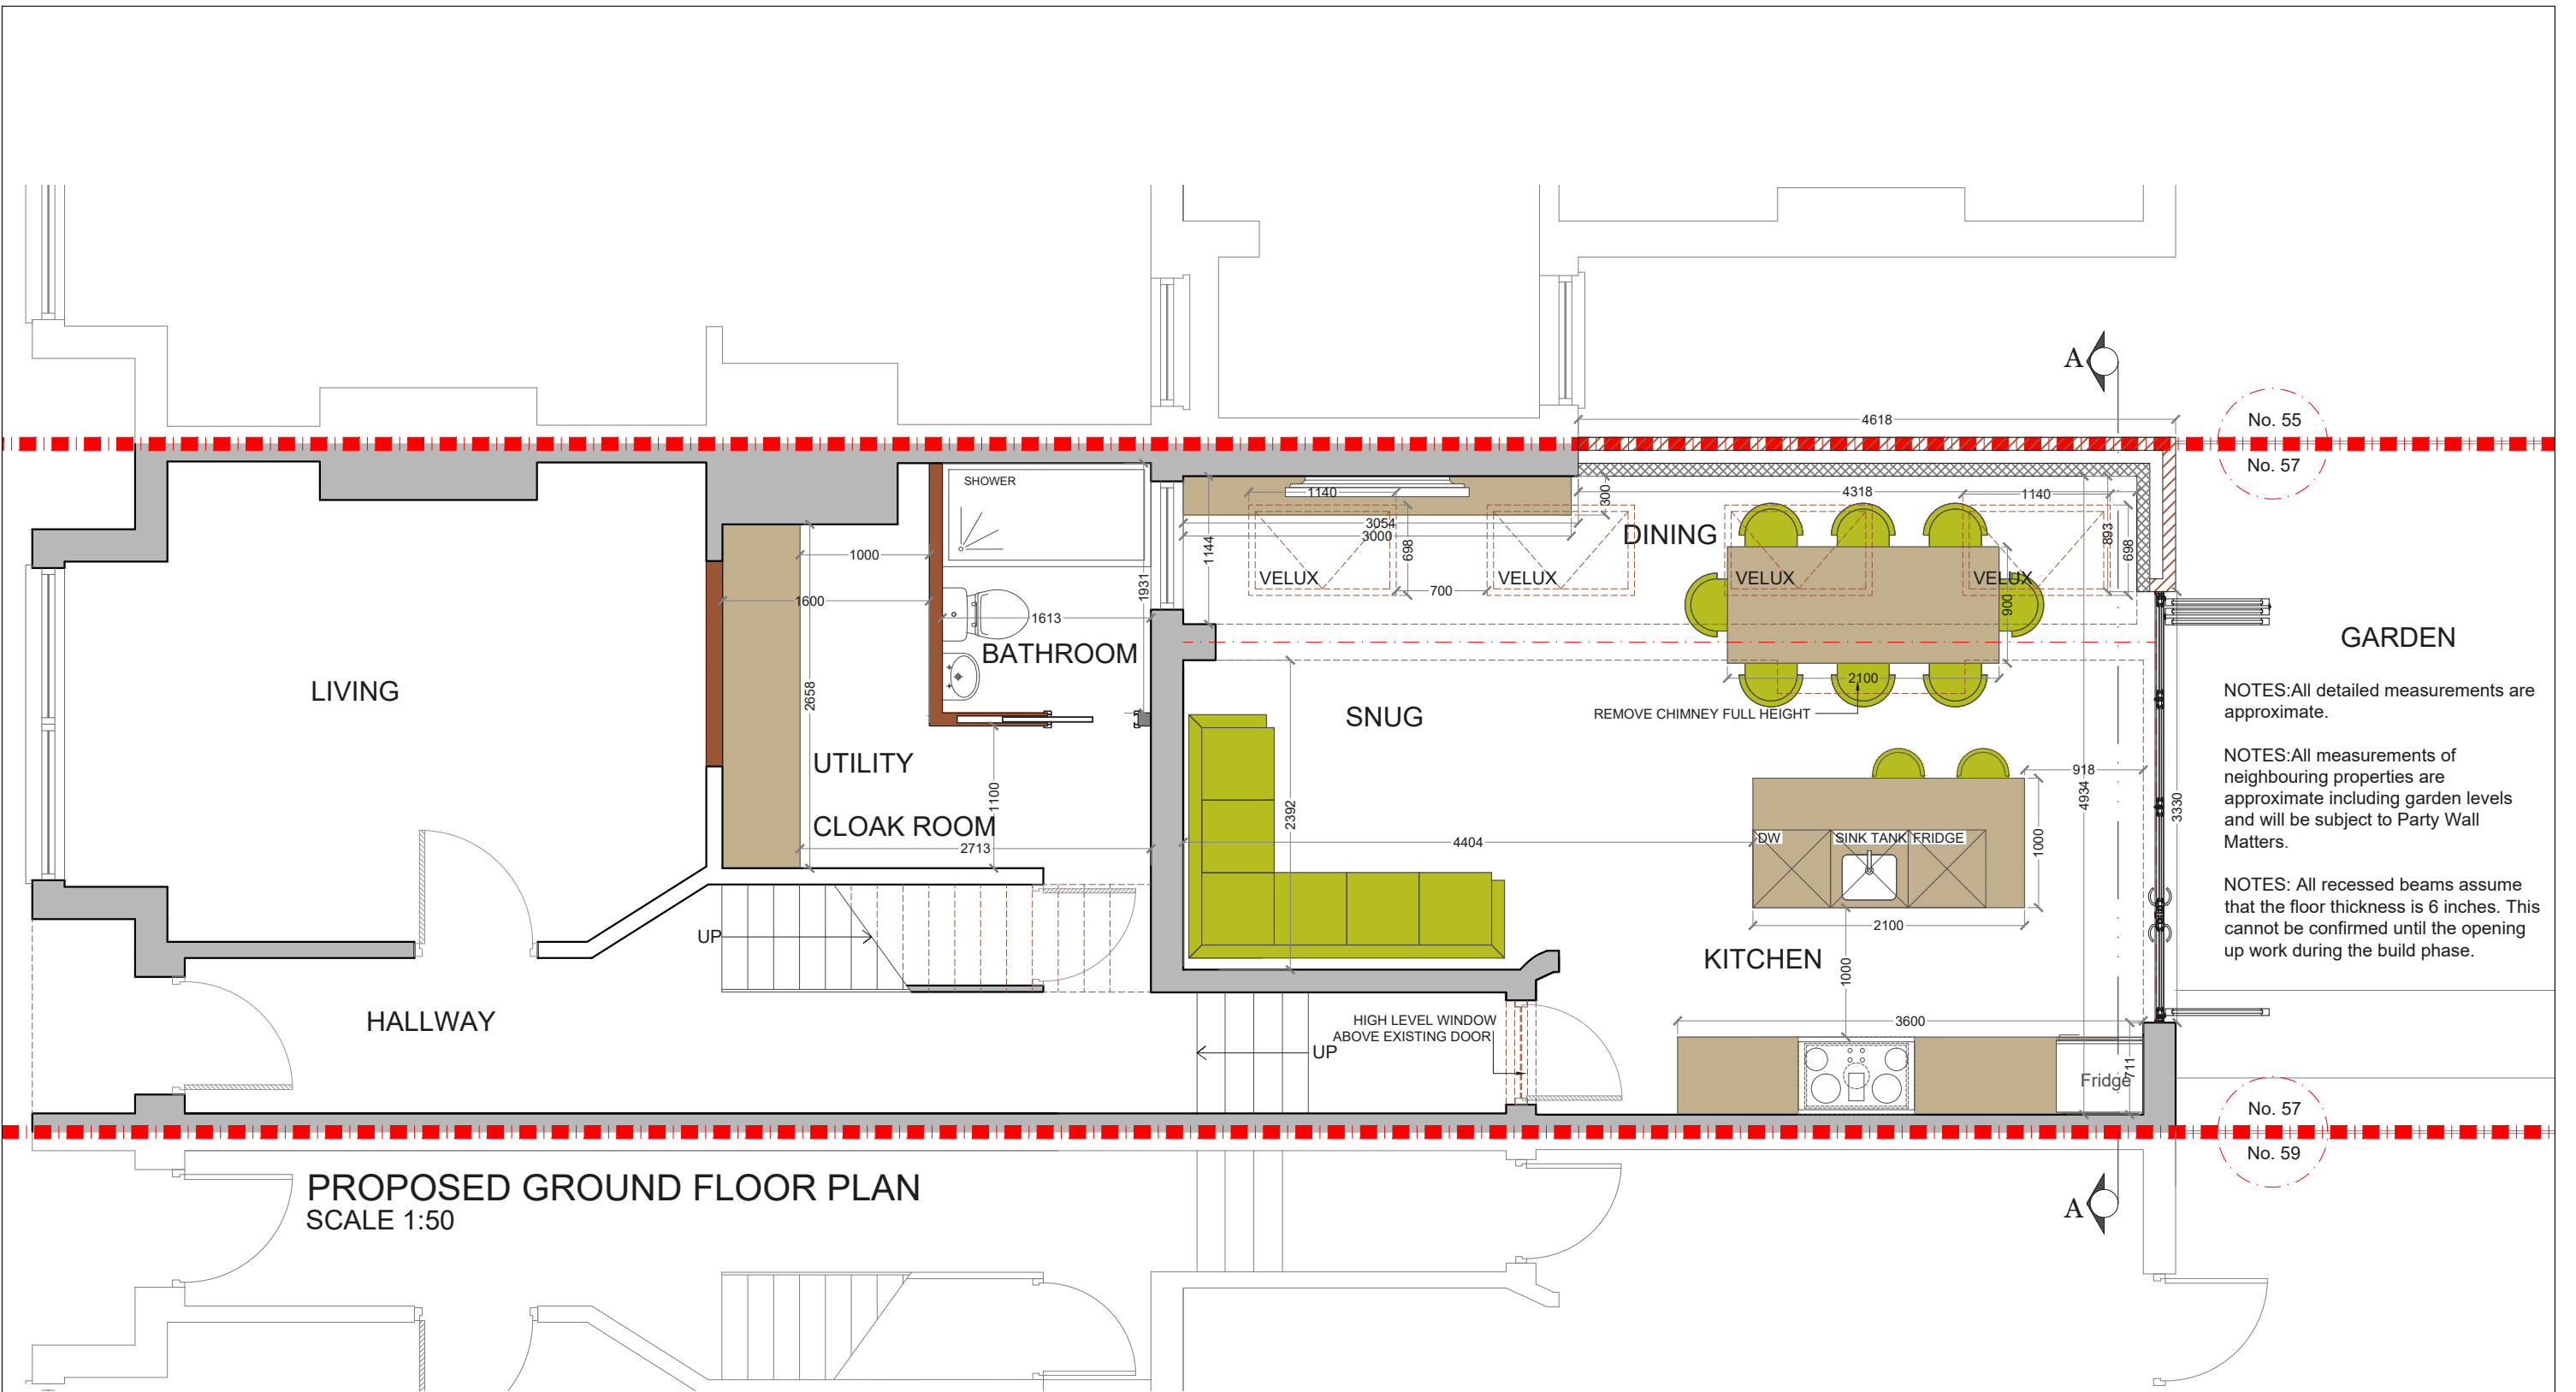 A
4618
No. 55
No. 57
SHOWER
1140
300
4318
1140
3054
3000
1144
698
DINING
893
698
1000
1600
1931
VELUX
VELUX
VELUX
VELUX
700
900
1613
BATHROOM
GARDEN
LIVING
2658
2100
SNUG
REMOVE CHIMNEY FULL HEIGHT
NOTES:All detailed measurements are
approximate.
NOTES:All measurements of
neighbouring properties are
approximate including garden levels
and will be subject to Party Wall
Matters.
NOTES: All recessed beams assume
that the floor thickness is 6 inches. This
cannot be confirmed until the opening
up work during the build phase.
UTILITY
1100
CLOAK ROOM
2713
2392
4404
918
4934
3330
DW
SINK TANK FRIDGE
1000
2100
UP
KITCHEN
1000
HALLWAY
HIGH LEVEL WINDOW
ABOVE EXISTING DOOR
UP
3600
711
Fridge
No. 57
No. 59
PROPOSED GROUND FLOOR PLAN
SCALE 1:50
A